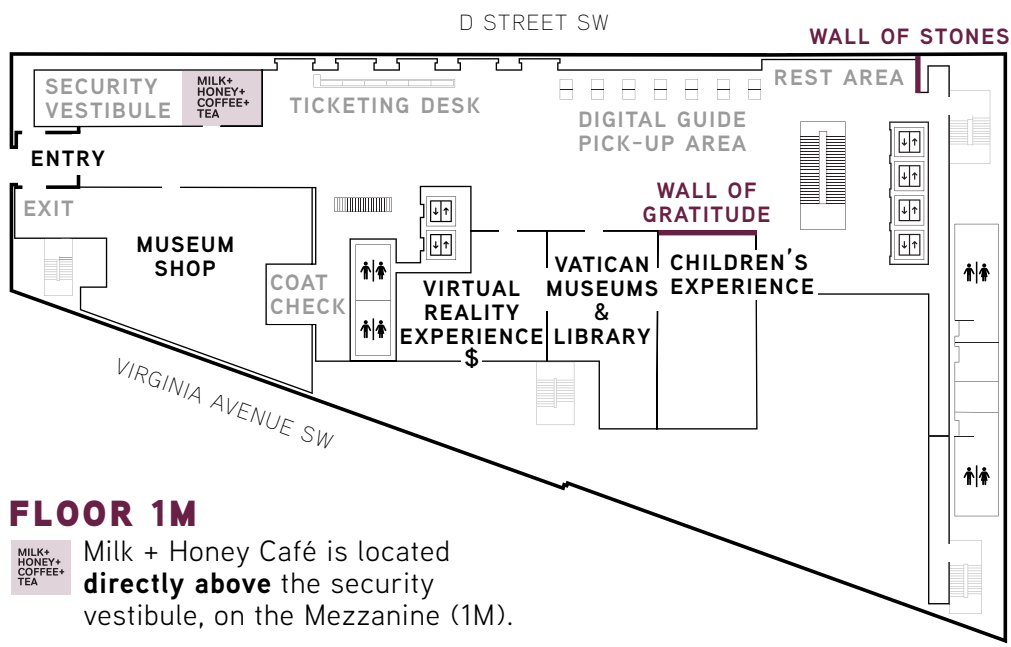 D STREET SW
WALL OF STONES
SECURITY
VESTIBULE
MILK+
HONEY+
COFFEE+
TEA
TICKETING DESK
REST AREA
DIGITAL GUIDE
PICK-UP AREA
ENTRY
EXIT
WALL OF
GRATITUDE
MUSEUM
SHOP
COAT
CHECK
VIRTUAL
REALITY
EXPERIENCE
$
VATICAN
MUSEUMS
&
LIBRARY
CHILDREN'S
EXPERIENCE
VIRGINIA AVENUE SW
FLOOR 1M
MILK+
HONEY+
COFFEE+
TEA
Milk + Honey Café is located
directly above the security
vestibule, on the Mezzanine (1M).